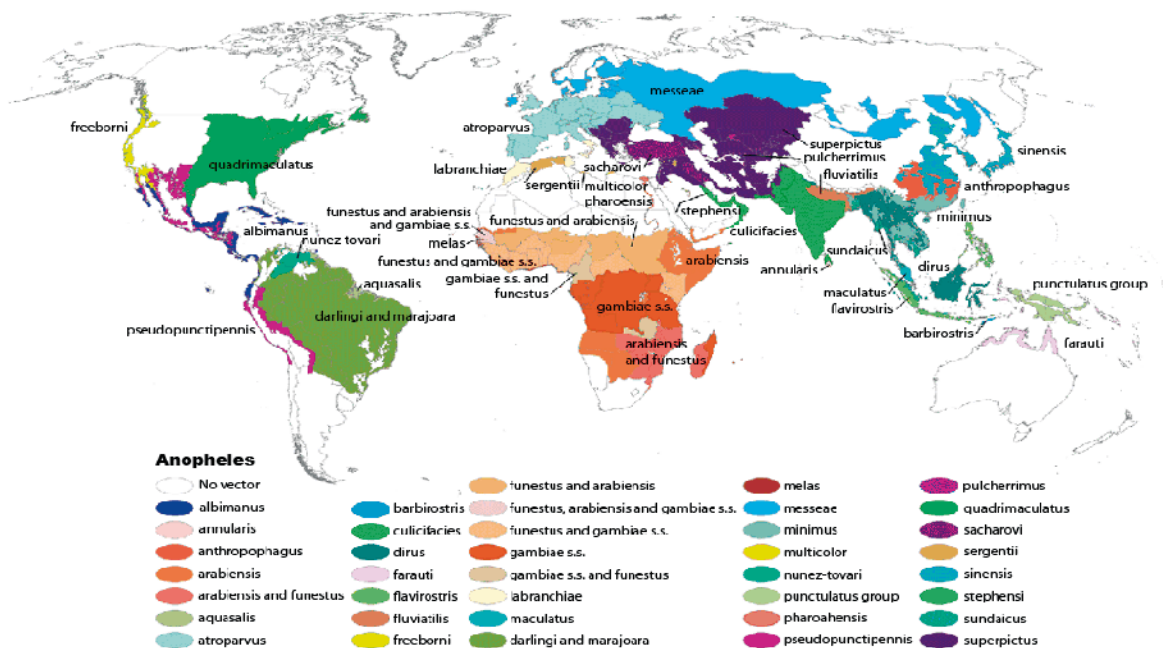 messeae
freeborni
atroparvus
quadrimaculatus
superpictus
sinensis
pulcherrimus
labranchiae
sacharovi
fluviatilis
sergentii
multicolor
anthropophagus
pharoensis
stephensi
minimus
funestus and arabiensis
and gambiae s.s.
funestus and arabiensis
albimanus
culicifacies
nunez-tovari
melas
sundaicus
funestus and gambiae s.s.
arabiensis
annularis
dirus
gambiae s.s. and
funestus
aquasalis
punctulatus group
maculatus
flavirostris
gambiae s.s.
darlingi and marajoara
pseudopunctipennis
barbirostris
arabiensis
and funestus
farauti
Anopheles
No vector
albimanus
annularis
anthropophagus
arabiensis
arabiensis and funestus
aquasalis
atroparvus
barbirostris
culicifacies
dirus
farauti
flavirostris
fluviatilis
freeborni
funestus and arabiensis
funestus, arabiensis and gambiae s.s.
funestus and gambiae s.s.
gambiae s.s.
gambiae s.s. and funestus
labranchiae
maculatus
darlingi and marajoara
melas
messeae
minimus
multicolor
nunez-tovari
punctulatus group
pharoahensis
pseudopunctipennis
pulcherrimus
quadrimaculatus
sacharovi
sergentii
sinensis
stephensi
sundaicus
superpictus